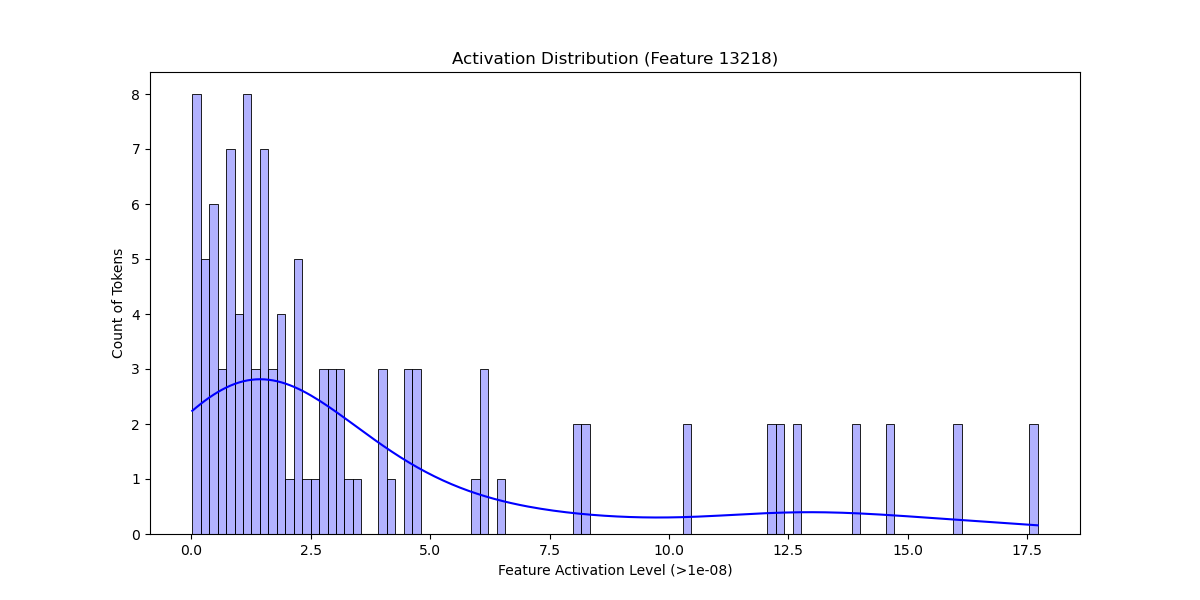 Activation Distribution (Feature 13218)
Count of Tokens
8
7
6
5
4
3
2
1
0
0.0 2.5 5.0 7.5 10.0 12.5 15.0 17.5
Feature Activation Level (>1e-08)